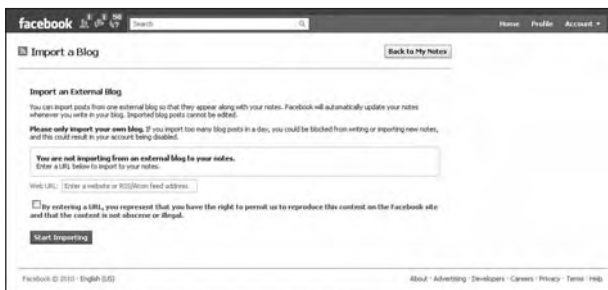 facebook 1 1 50 Search Home Profile Account
Import a Blog Back to My Notes
Import an External Blog
You can import posts from one external blog so that they appear along with your notes. Facebook will automatically update your notes
whenever you write in your blog. Imported blog posts cannot be edited.
Please only import your own blog. If you import too many blog posts in a day, you could be blocked from writing or importing new notes,
and this could result in your account being disabled.
You are not importing from an external blog to your notes.
Enter a URL below to import to your notes.
Web URL: Enter a website or RSS/Atom feed address
By entering a URL, you represent that you have the right to permit us to reproduce this content on the Facebook site
and that the content is not obscene or illegal.
Start Importing
Facebook © 2010 · English (US) About · Advertising · Developers · Careers · Privacy · Terms · Help